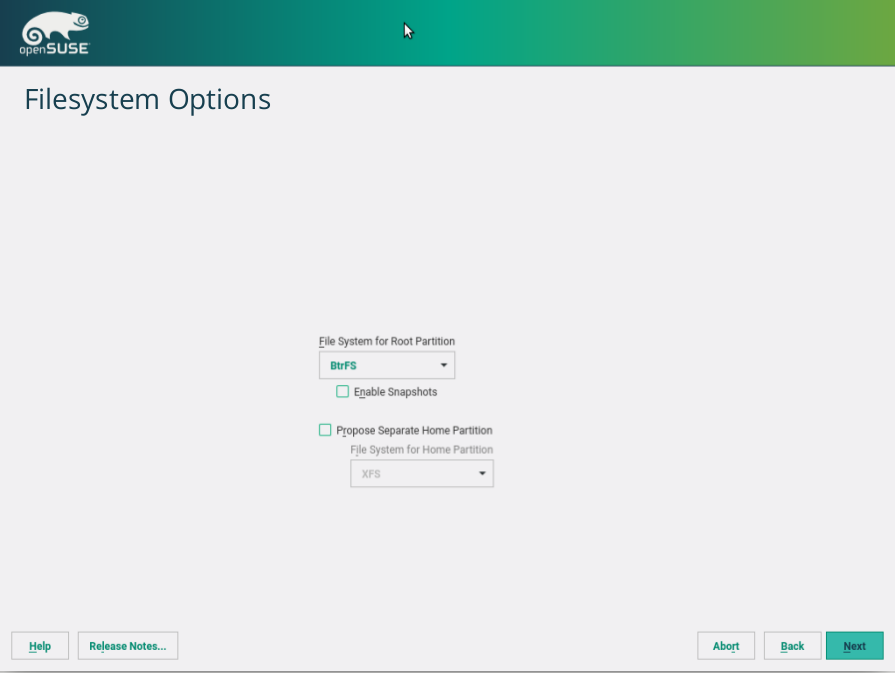 openSUSE
Filesystem Options
File System for Root Partition
BtrFS
Enable Snapshots
Propose Separate Home Partition
File System for Home Partition
XFS
Help
Release Notes...
Abort
Back
Next